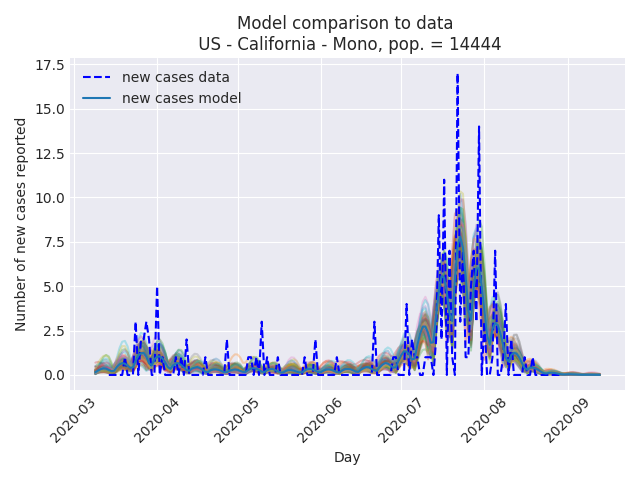 Model comparison to data
US - California - Mono, pop. = 14444
new cases data
new cases model
Number of new cases reported
17.5
15.0
12.5
10.0
7.5
5.0
2.5
0.0
2020-03
2020-04
2020-05
2020-06
2020-07
2020-08
2020-09
Day